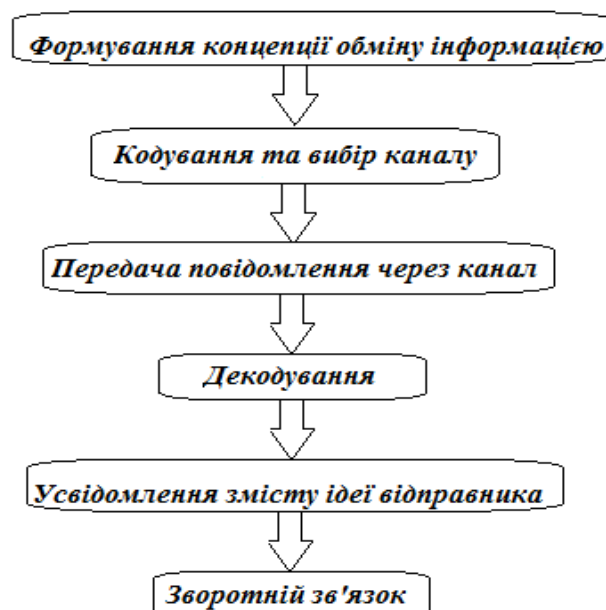 Формування концепції обміну інформацією
Кодування та вибір каналу
Передача повідомлення через канал
Декодування
Усвідомлення змісту ідеї відправника
Зворотній зв'язок